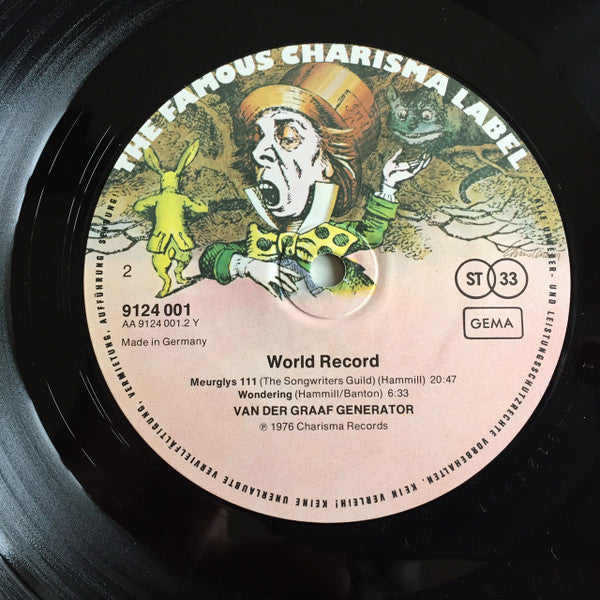 THE FAMOUS CHARISMA LABEL
2
ST 33
9124 001
AA 9124 001.2 Y
GEMA
Made in Germany
World Record
Meurglys 111 (The Songwriters Guild) (Hammill) 20:47
Wondering (Hammill/Banton) 6:33
VAN DER GRAAF GENERATOR
℗ 1976 Charisma Records
ALLE URHEBER- UND LEISTUNGSSCHUTZRECHTE VORBEHALTEN. KEIN VERLEIH! KEINE UNERLAUBTE VERVIELFÄLTIGUNG, VERMIETUNG, AUFFÜHRUNG, SENDUNG.